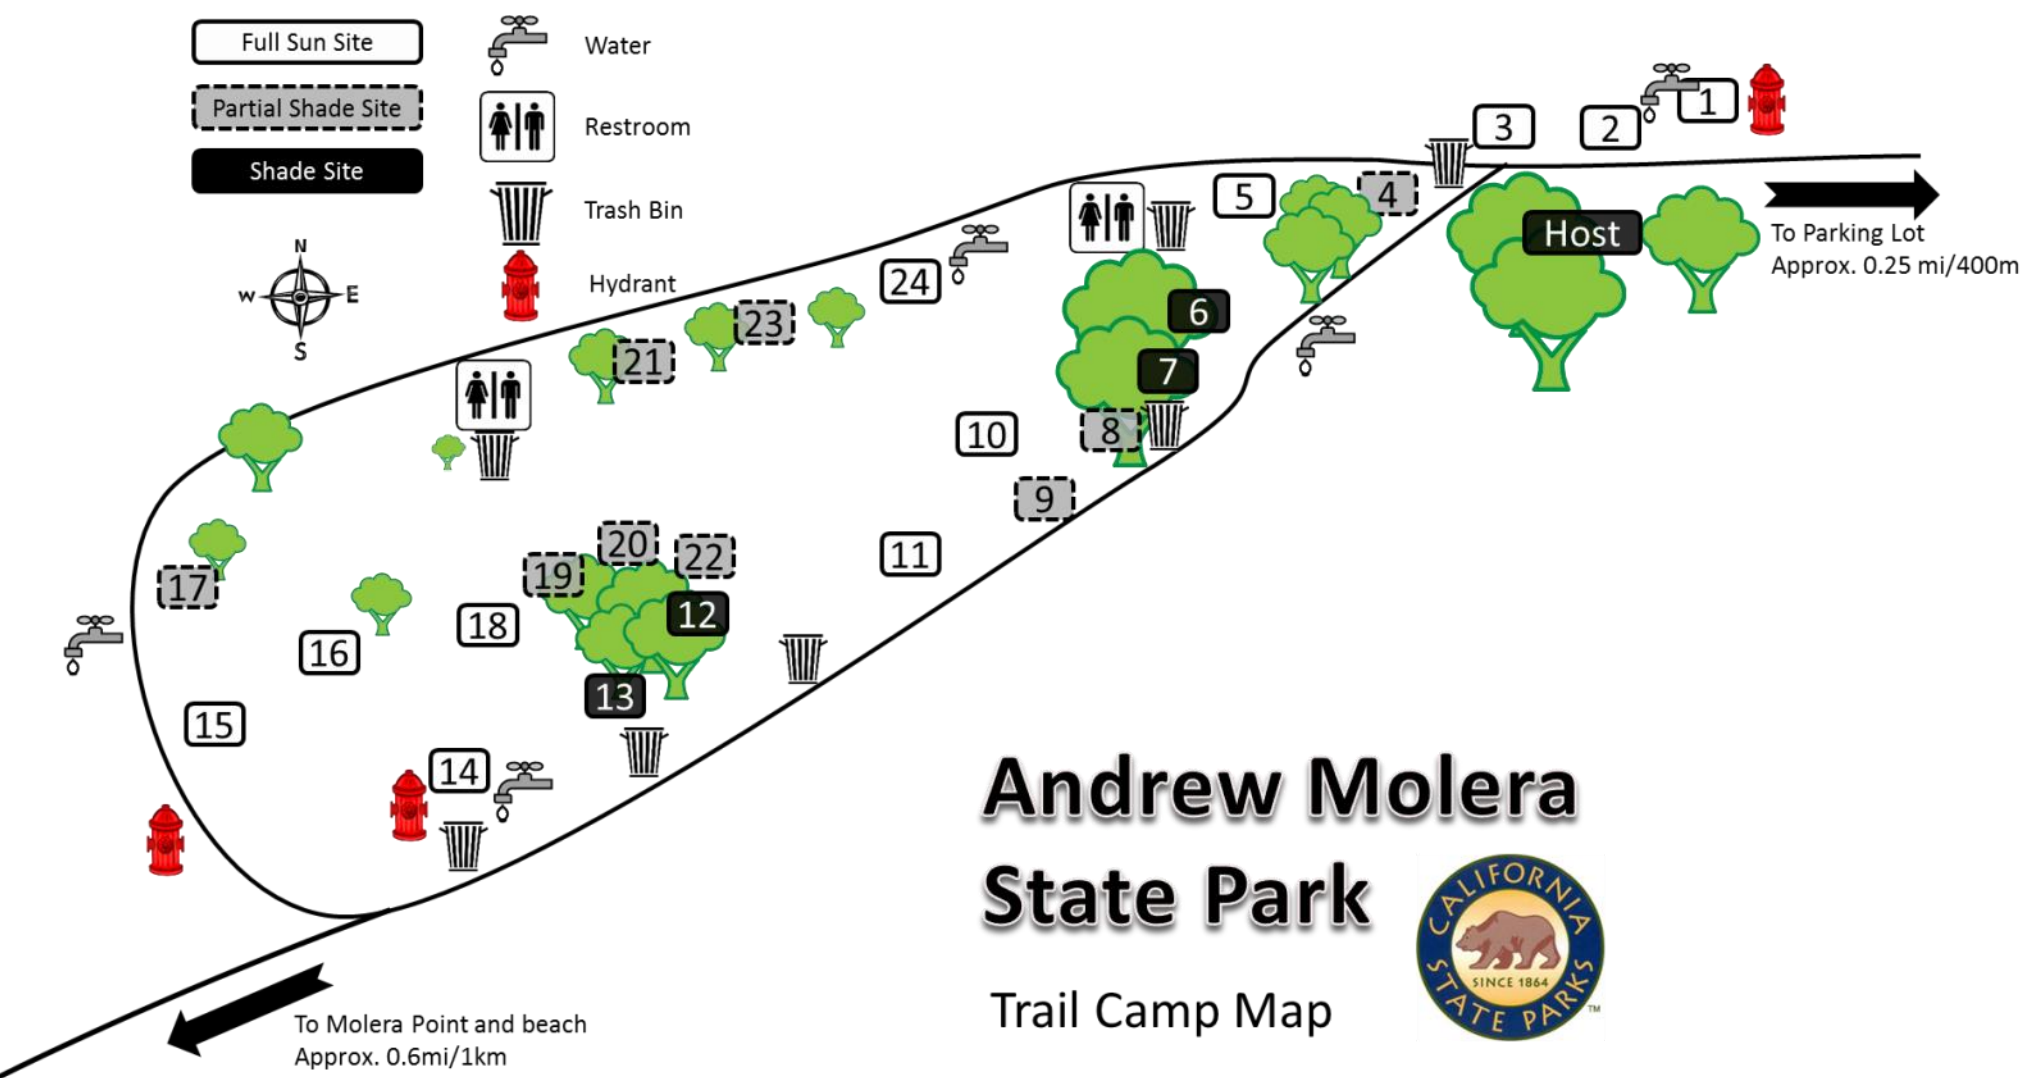 Full Sun Site
Partial Shade Site
Shade Site
Water
Restroom
Trash Bin
Hydrant
N
W E
S
1
2
3
4
5
Host
To Parking Lot
Approx. 0.25 mi/400m
24
6
23
21
7
8
10
9
11
20
22
19
17
12
18
16
13
15
14
Andrew Molera
State Park
Trail Camp Map
CALIFORNIA
SINCE 1864
STATE PARKS
TM
To Molera Point and beach
Approx. 0.6mi/1km